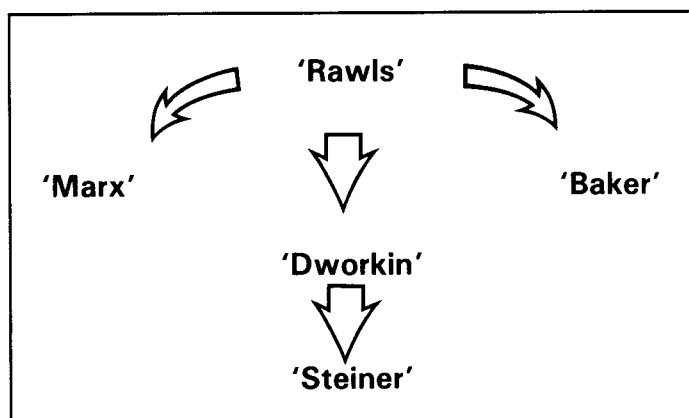 ‘Rawls’
‘Marx’
‘Baker’
‘Dworkin’
‘Steiner’